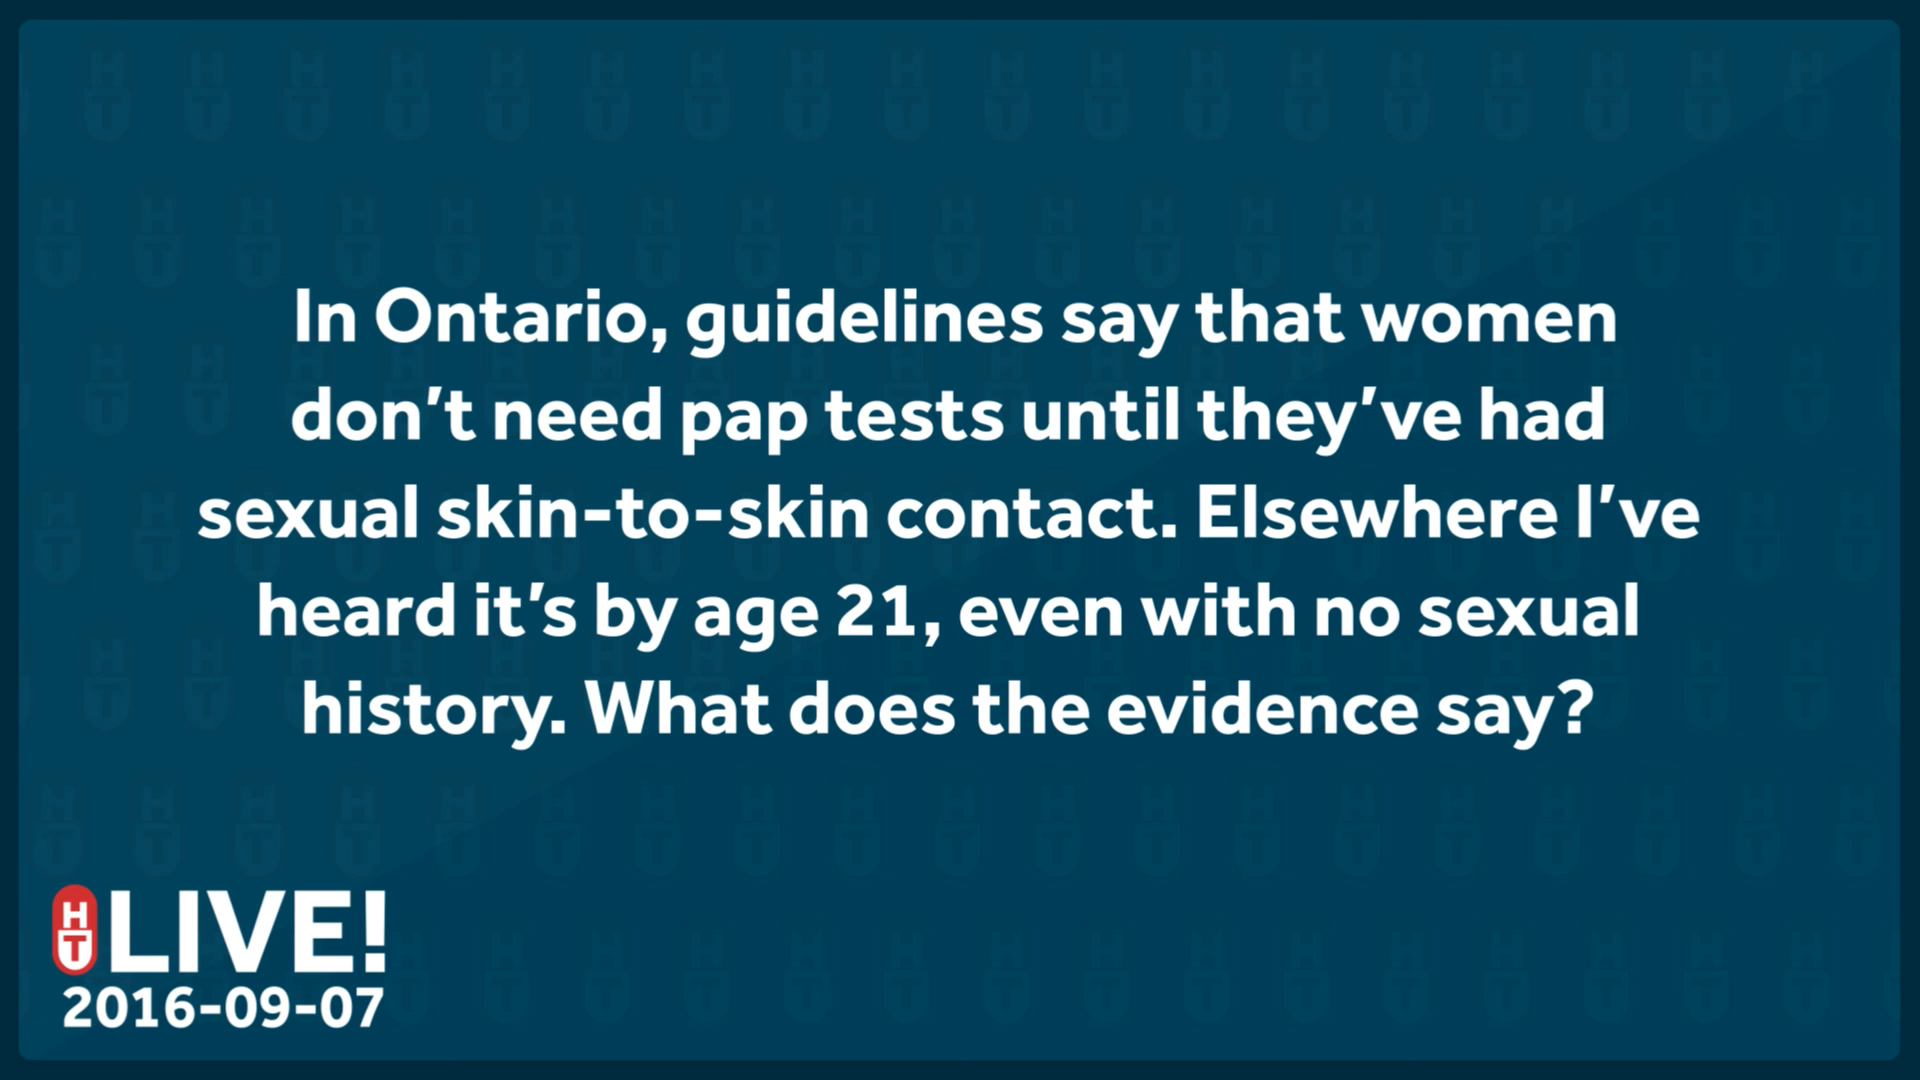 In Ontario, guidelines say that women
don't need pap tests until they've had
sexual skin-to-skin contact. Elsewhere I've
heard it's by age 21, even with no sexual
history. What does the evidence say?
HT LIVE!
2016-09-07